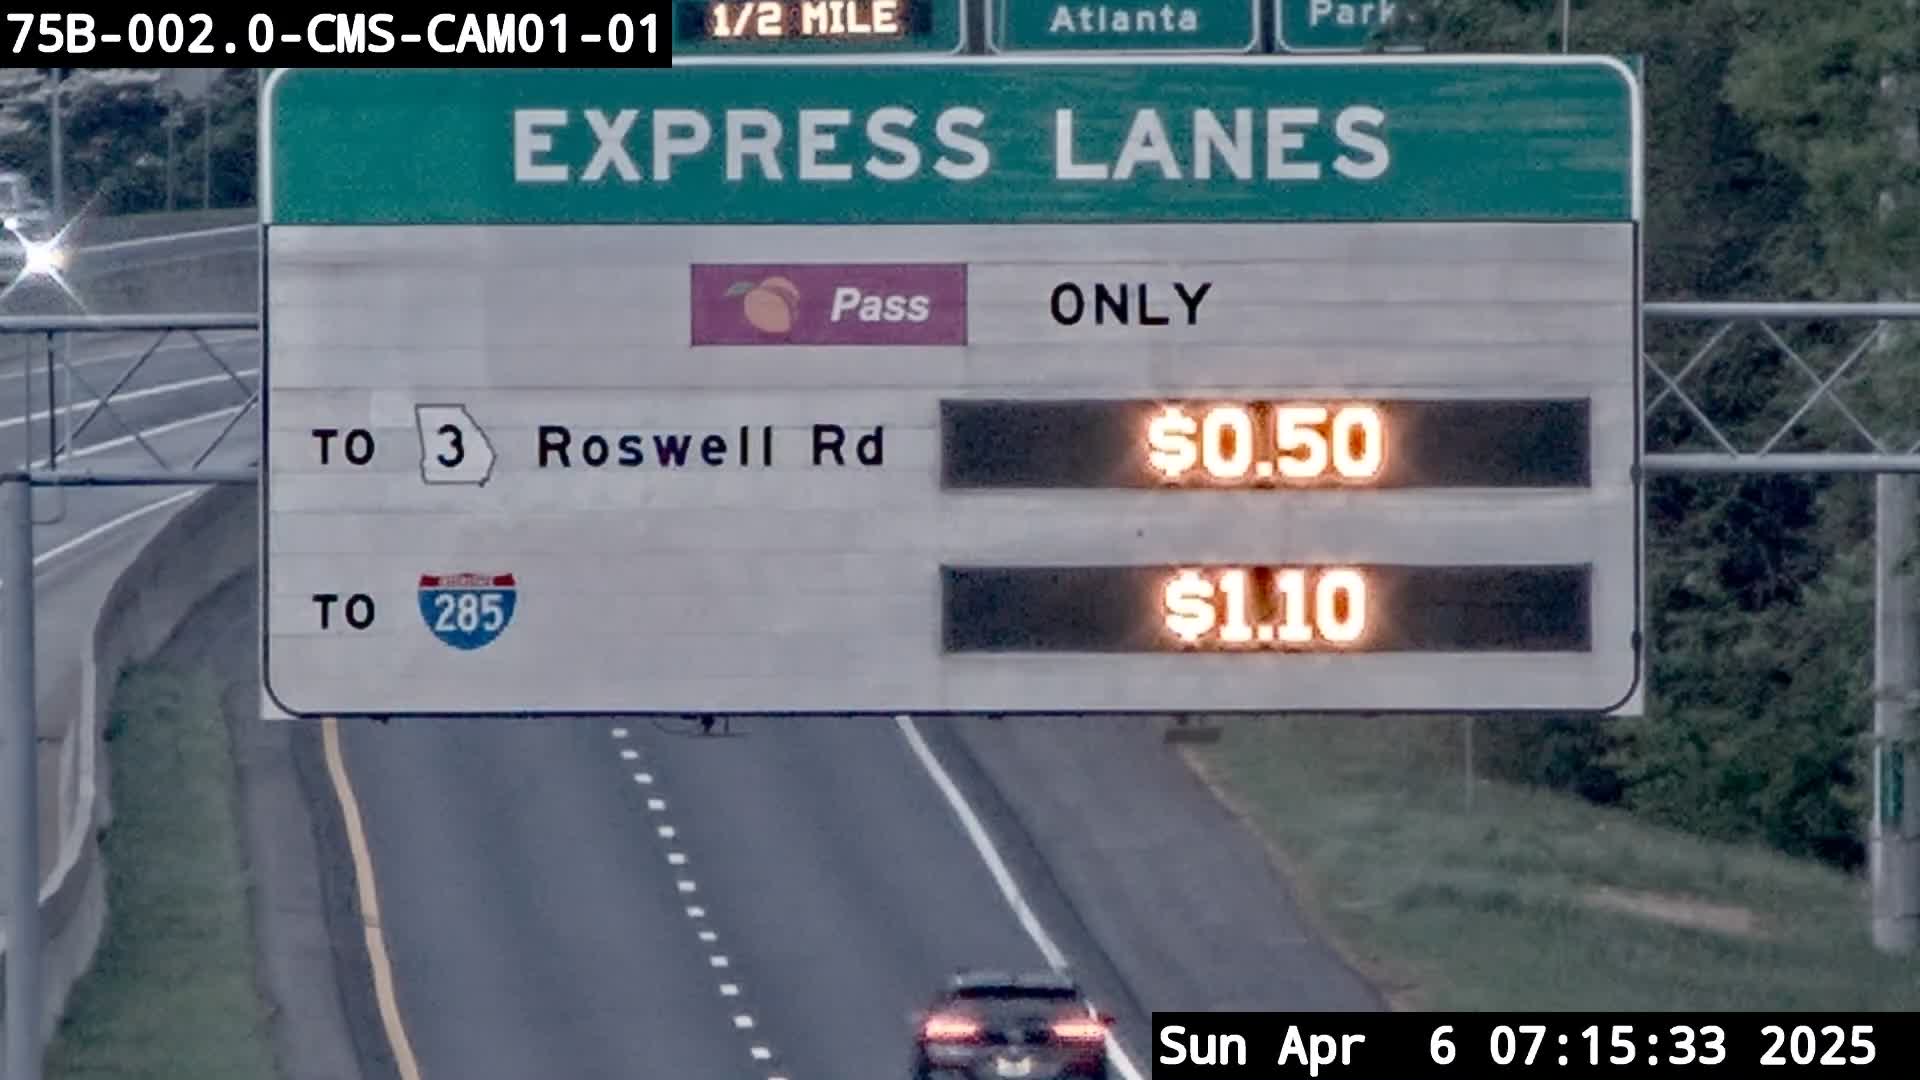 75B-002.0-CMS-CAM01-01
1/2 MILE
Atlanta
Park
EXPRESS LANES
Pass ONLY
TO 3 Roswell Rd $0.50
TO 285 $1.10
Sun Apr 6 07:15:33 2025